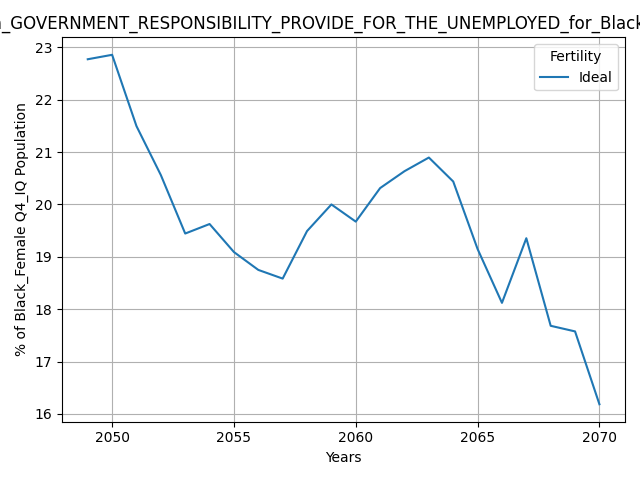 _GOVERNMENT_RESPONSIBILITY_PROVIDE_FOR_THE_UNEMPLOYED_for_Black
23
22
21
20
19
18
17
16
% of Black_Female Q4_IQ Population
Fertility
Ideal
2050
2055
2060
2065
2070
Years